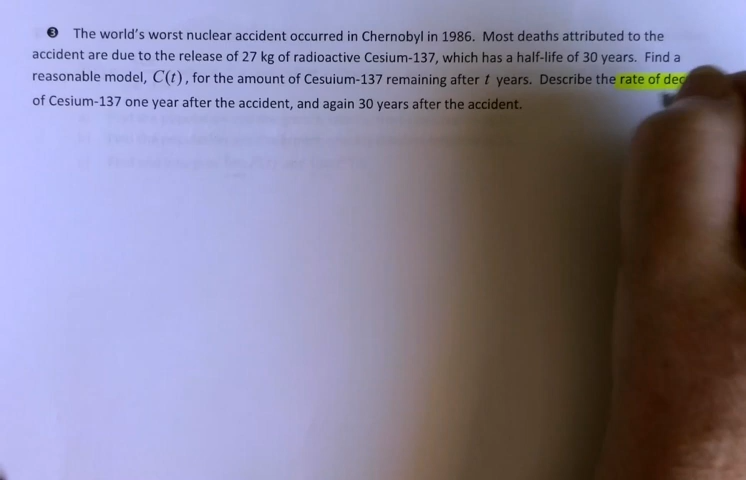 ❸ The world's worst nuclear accident occurred in Chernobyl in 1986. Most deaths attributed to the
accident are due to the release of 27 kg of radioactive Cesium-137, which has a half-life of 30 years. Find a
reasonable model, C(t), for the amount of Cesuium-137 remaining after t years. Describe the rate of dec
of Cesium-137 one year after the accident, and again 30 years after the accident.